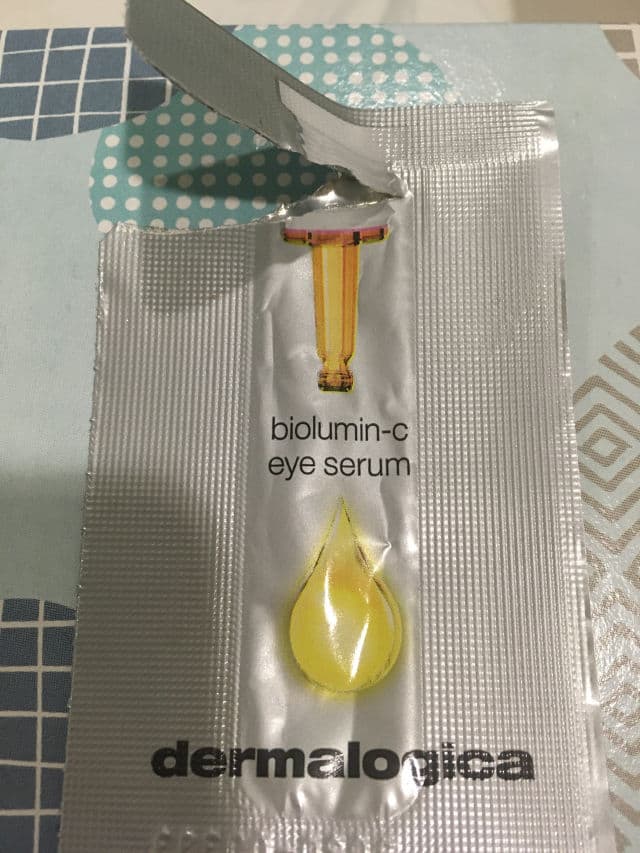 biolumin-c
eye serum
dermalogica